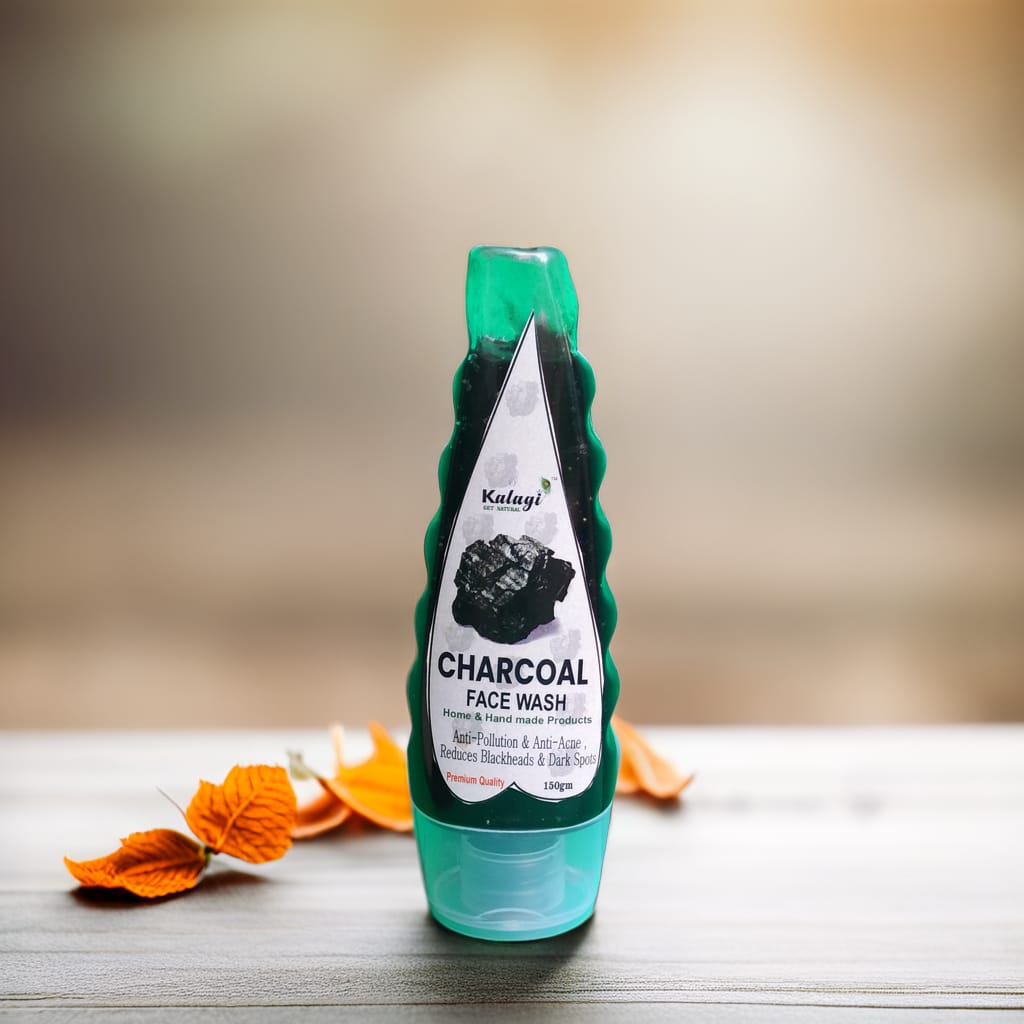 Kalagi™
GET NATURAL
CHARCOAL
FACE WASH
Home & Hand made Products
Anti-Pollution & Anti-Acne ,
Reduces Blackheads & Dark Spots
Premium Quality 150gm